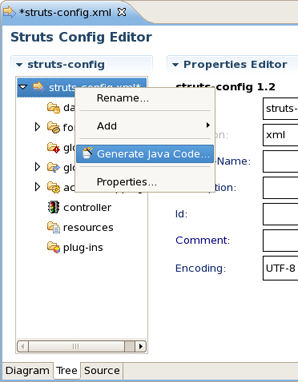 *struts-config.xml
Struts Config Editor
struts-config
Properties Editor
struts-config.xml*
struts-config 1.2
Rename...
Add
Generate Java Code...
Properties...
da
for
glo
glo
ac
controller
resources
plug-ins
struts-
n:
xml
Name:
ption:
Id:
Comment:
Encoding:
UTF-8
Diagram
Tree
Source